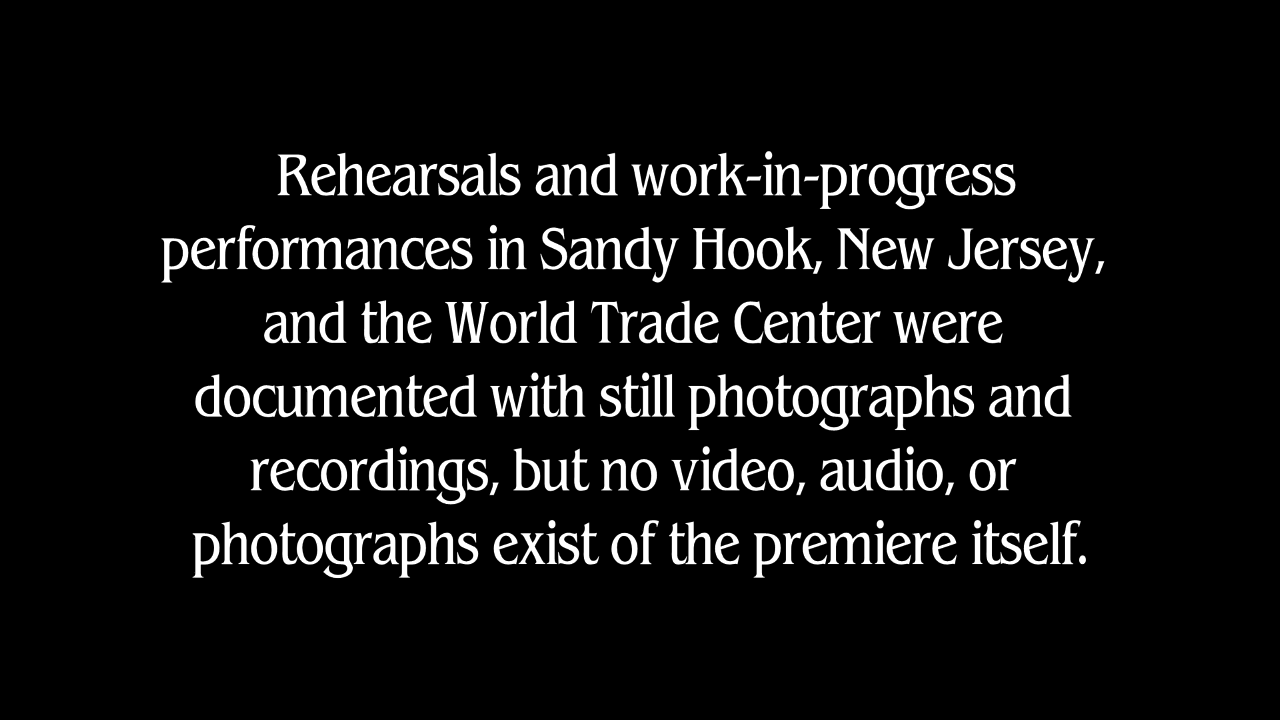 Rehearsals and work-in-progress
performances in Sandy Hook, New Jersey,
and the World Trade Center were
documented with still photographs and
recordings, but no video, audio, or
photographs exist of the premiere itself.